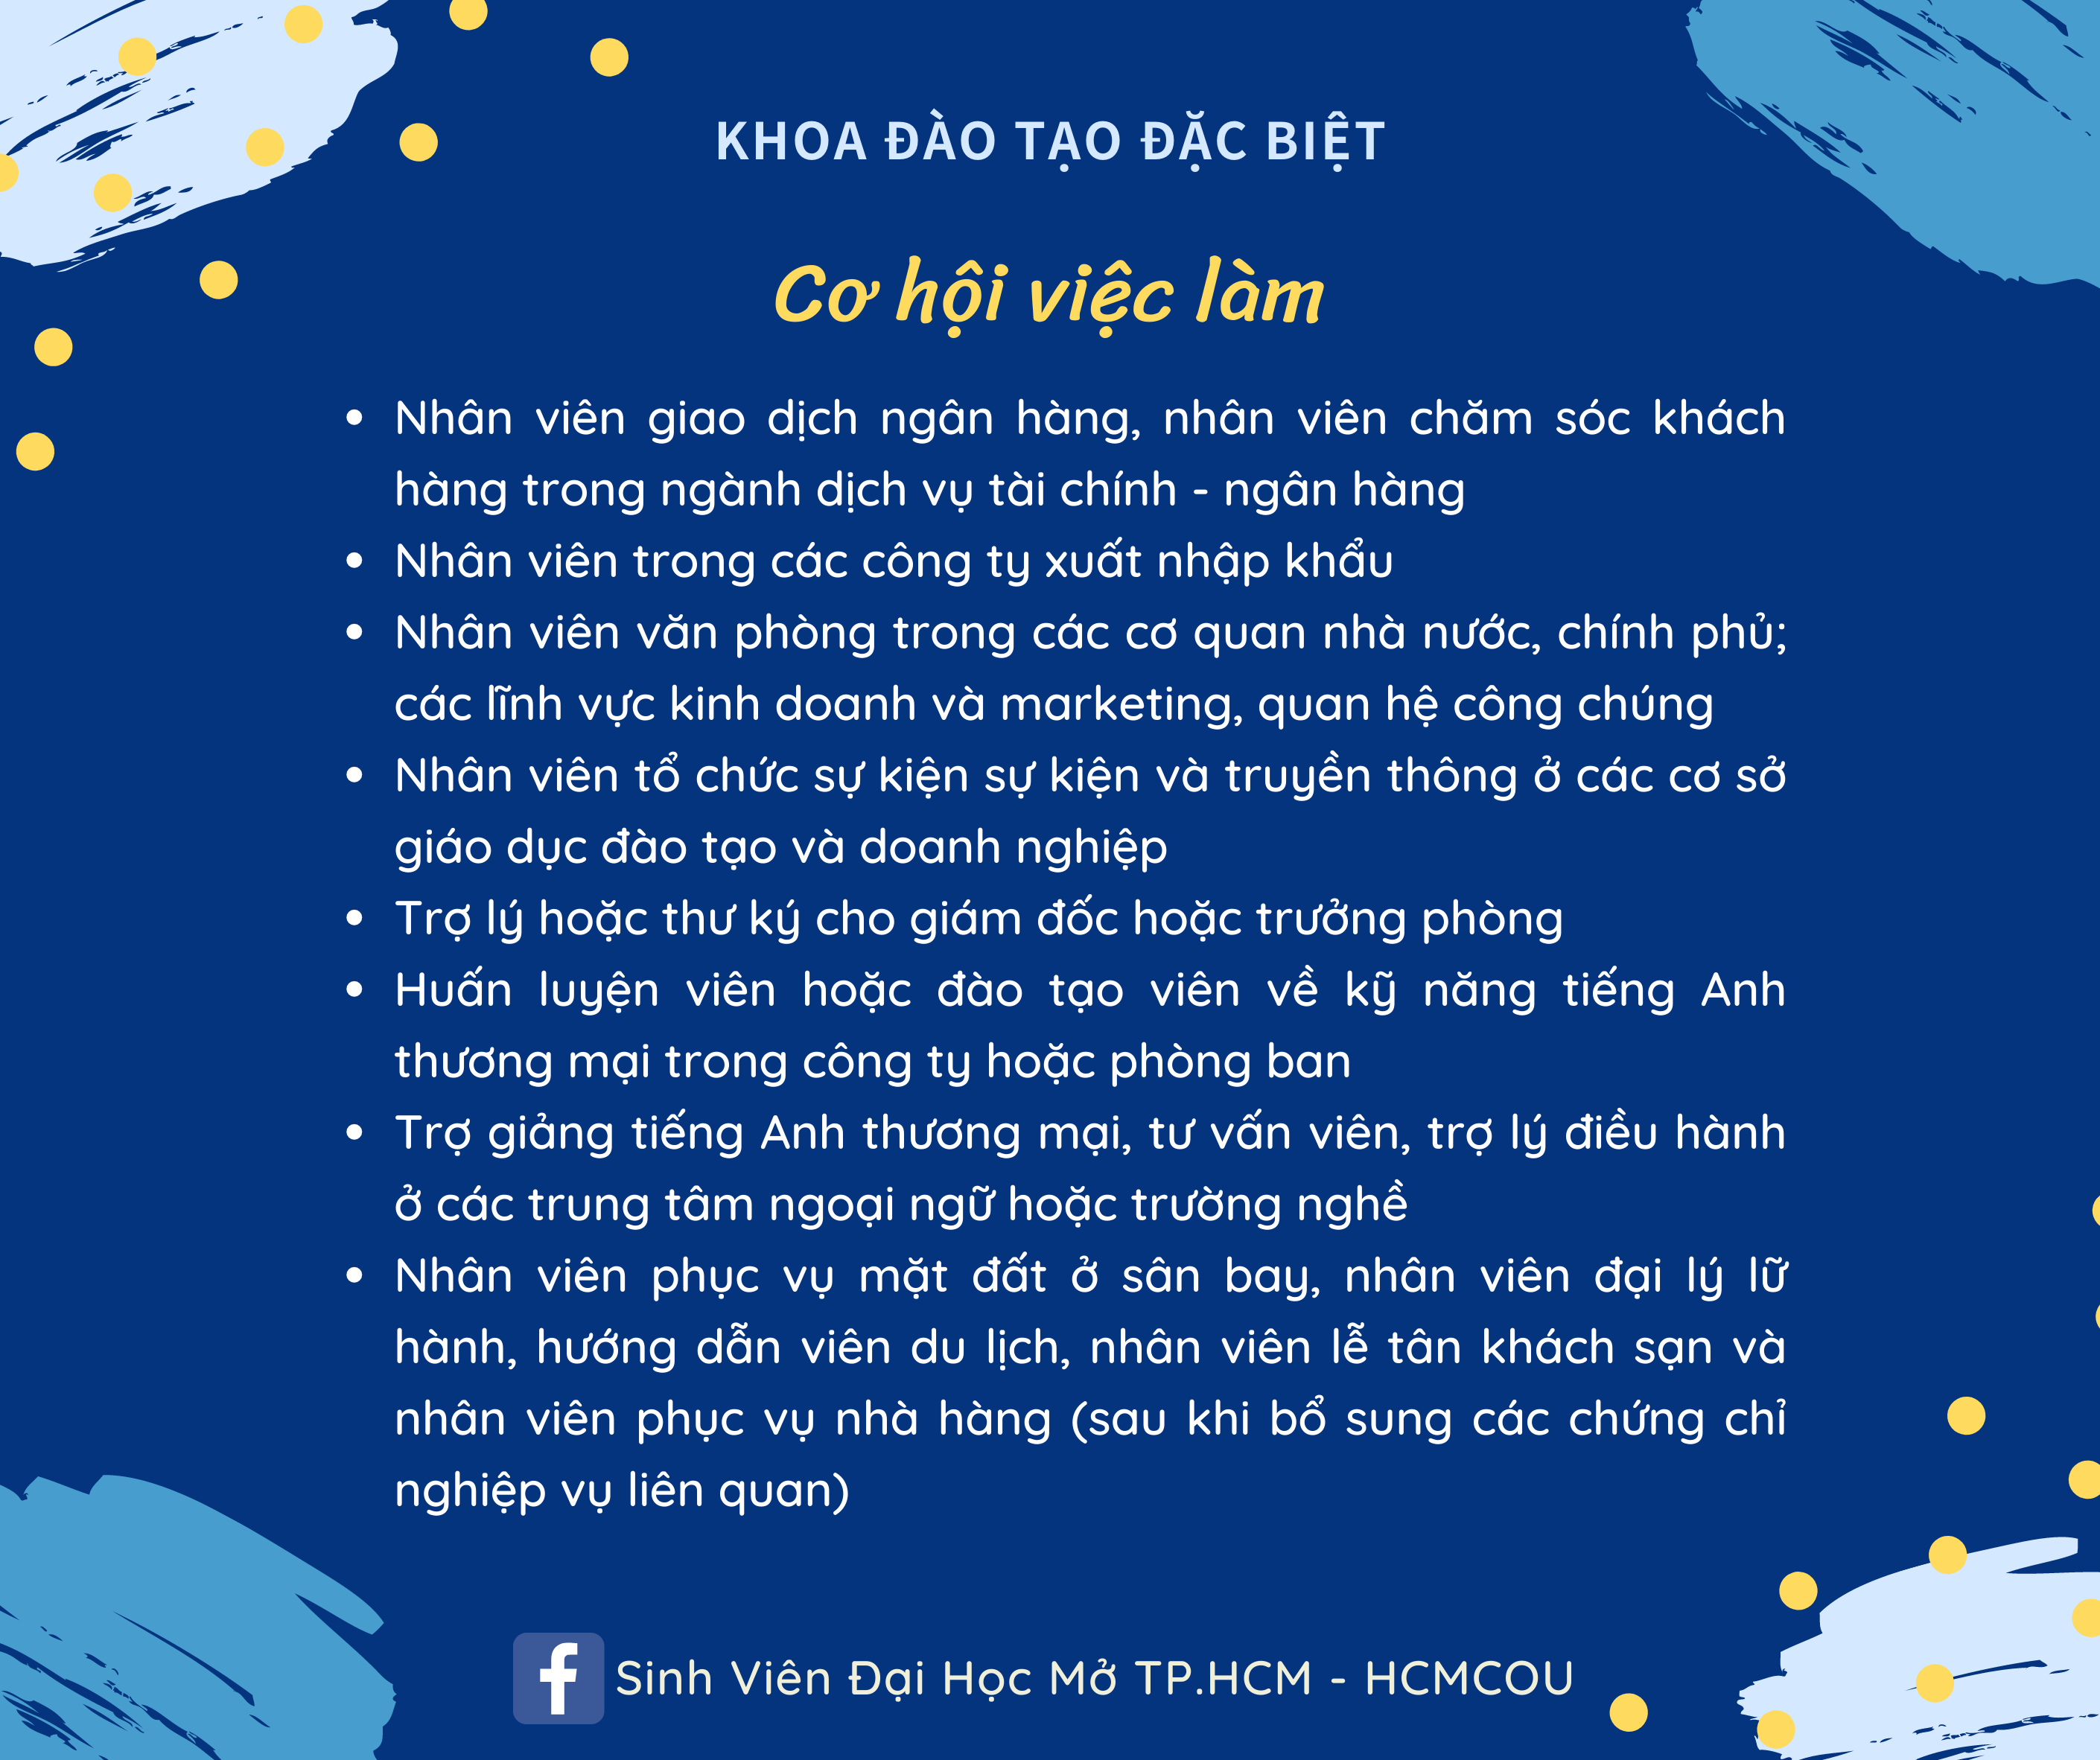 KHOA ĐÀO TẠO ĐẶC BIỆT
Cơ hội việc làm
• Nhân viên giao dịch ngân hàng, nhân viên chăm sóc khách
hàng trong ngành dịch vụ tài chính - ngân hàng
• Nhân viên trong các công ty xuất nhập khẩu
• Nhân viên văn phòng trong các cơ quan nhà nước, chính phủ;
các lĩnh vực kinh doanh và marketing, quan hệ công chúng
• Nhân viên tổ chức sự kiện sự kiện và truyền thông ở các cơ sở
giáo dục đào tạo và doanh nghiệp
• Trợ lý hoặc thư ký cho giám đốc hoặc trưởng phòng
• Huấn luyện viên hoặc đào tạo viên về kỹ năng tiếng Anh
thương mại trong công ty hoặc phòng ban
• Trợ giảng tiếng Anh thương mại, tư vấn viên, trợ lý điều hành
ở các trung tâm ngoại ngữ hoặc trường nghề
• Nhân viên phục vụ mặt đất ở sân bay, nhân viên đại lý lữ
hành, hướng dẫn viên du lịch, nhân viên lễ tân khách sạn và
nhân viên phục vụ nhà hàng (sau khi bổ sung các chứng chỉ
nghiệp vụ liên quan)
f Sinh Viên Đại Học Mở TP.HCM - HCMCOU